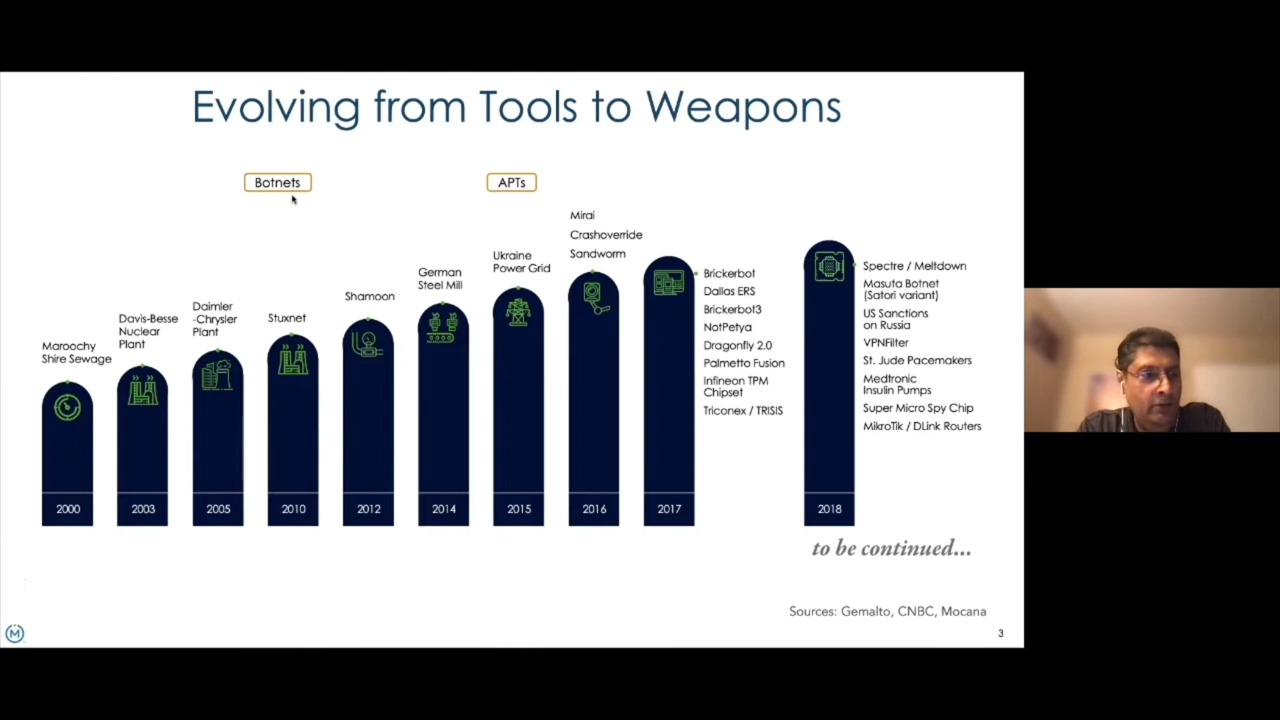 Evolving from Tools to Weapons
Botnets
APTs
Maroochy
Shire Sewage
Davis-Besse
Nuclear
Plant
Daimler
-Chrysler
Plant
Stuxnet
Shamoon
German
Steel Mill
Ukraine
Power Grid
Mirai
Crashoverride
Sandworm
Brickerbot
Dallas ERS
Brickerbot3
NotPetya
Dragonfly 2.0
Palmetto Fusion
Infineon TPM
Chipset
Triconex / TRISIS
Spectre / Meltdown
Masuta Botnet
(Satori variant)
US Sanctions
on Russia
VPNFilter
St. Jude Pacemakers
Medtronic
Insulin Pumps
Super Micro Spy Chip
MikroTik / DLink Routers
2000
2003
2005
2010
2012
2014
2015
2016
2017
2018
to be continued...
Sources: Gemalto, CNBC, Mocana
M
3